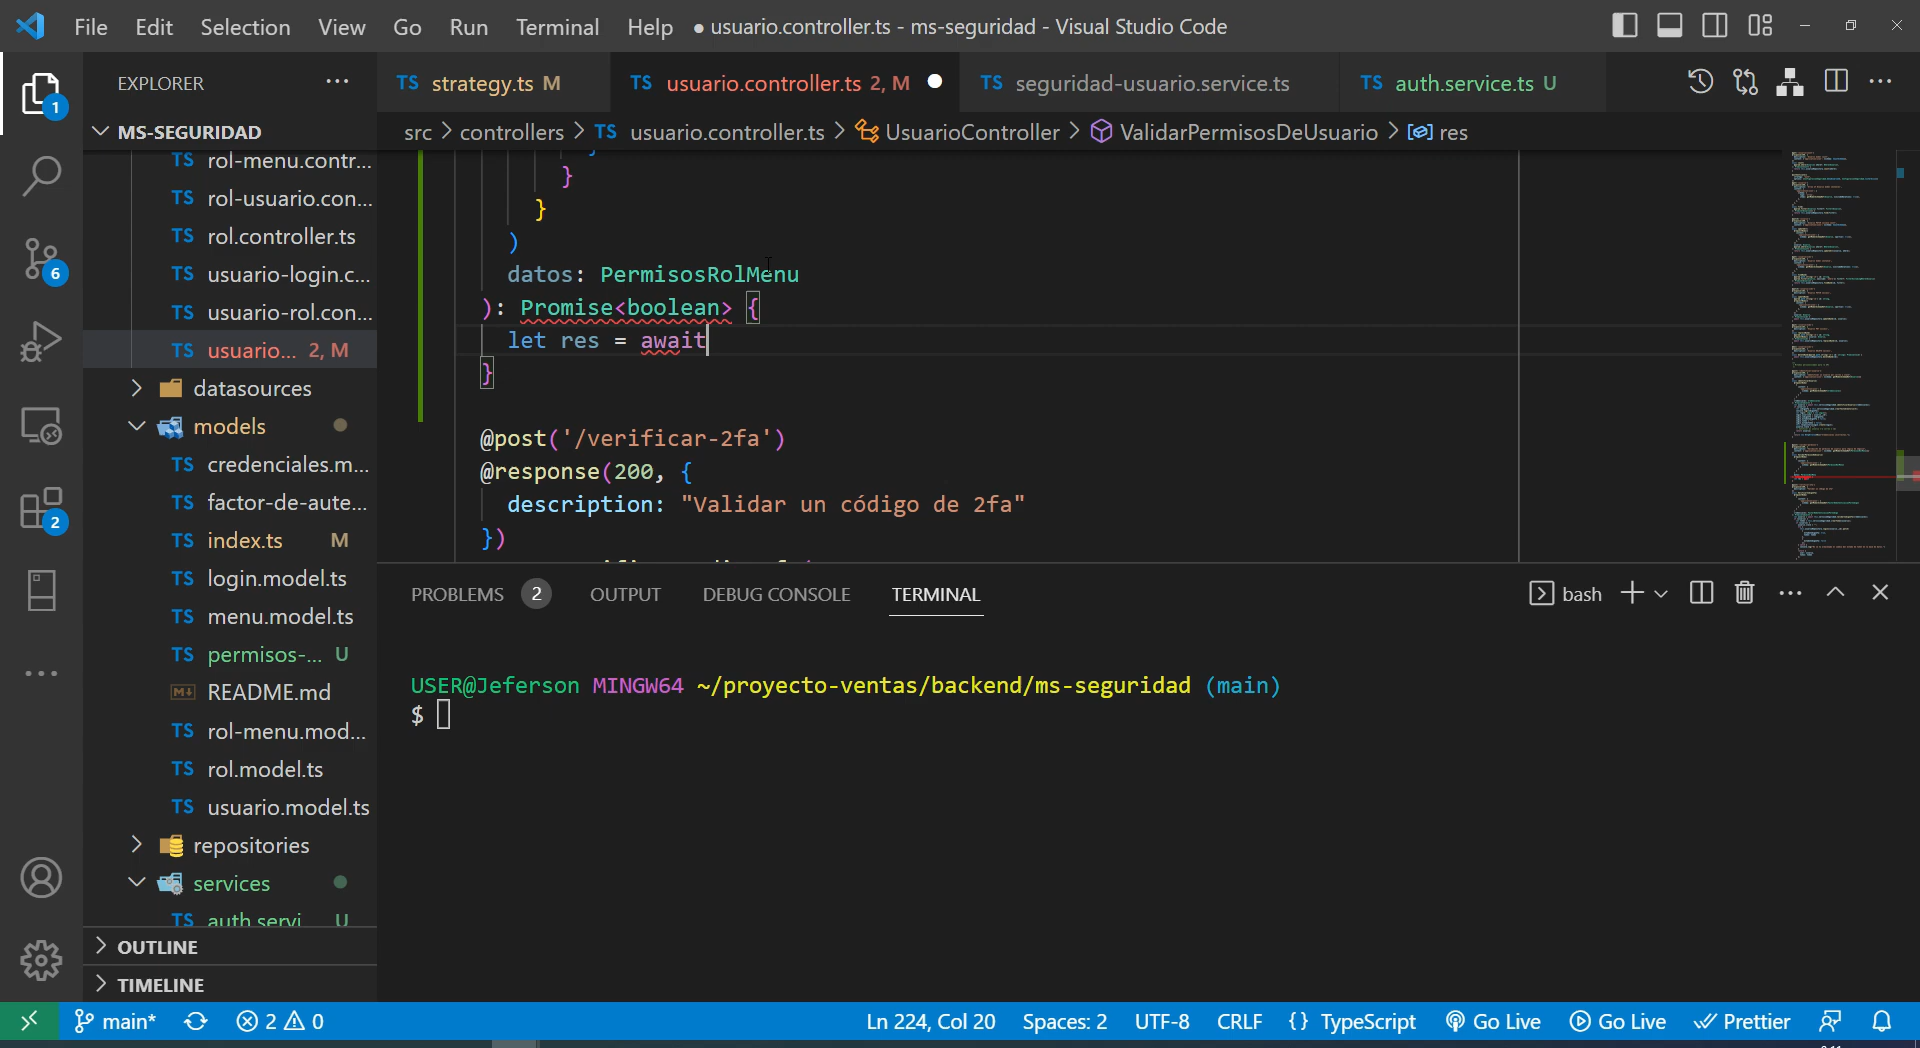 File Edit Selection View Go Run Terminal Help ● usuario.controller.ts - ms-seguridad - Visual Studio Code
EXPLORER ...
TS strategy.ts M
TS usuario.controller.ts 2, M
TS seguridad-usuario.service.ts
TS auth.service.ts U
MS-SEGURIDAD
src > controllers > TS usuario.controller.ts > UsuarioController > ValidarPermisosDeUsuario > res
1
6
2
TS rol-menu.contr...
TS rol-usuario.con...
TS rol.controller.ts
TS usuario-login.c...
TS usuario-rol.con...
TS usuario... 2, M
datasources
models
TS credenciales.m...
TS factor-de-aute...
TS index.ts M
TS login.model.ts
TS menu.model.ts
TS permisos-... U
README.md
TS rol-menu.mod...
TS rol.model.ts
TS usuario.model.ts
repositories
services
TS auth.servi... U
OUTLINE
TIMELINE
}
}
)
datos: PermisosRolMenu
): Promise<boolean> {
let res = await
}
@post('/verificar-2fa')
@response(200, {
description: "Validar un código de 2fa"
})
PROBLEMS 2 OUTPUT DEBUG CONSOLE TERMINAL
bash
USER@Jeferson MINGW64 ~/proyecto-ventas/backend/ms-seguridad (main)
$
main* 2 0 Ln 224, Col 20 Spaces: 2 UTF-8 CRLF {} TypeScript Go Live Go Live Prettier